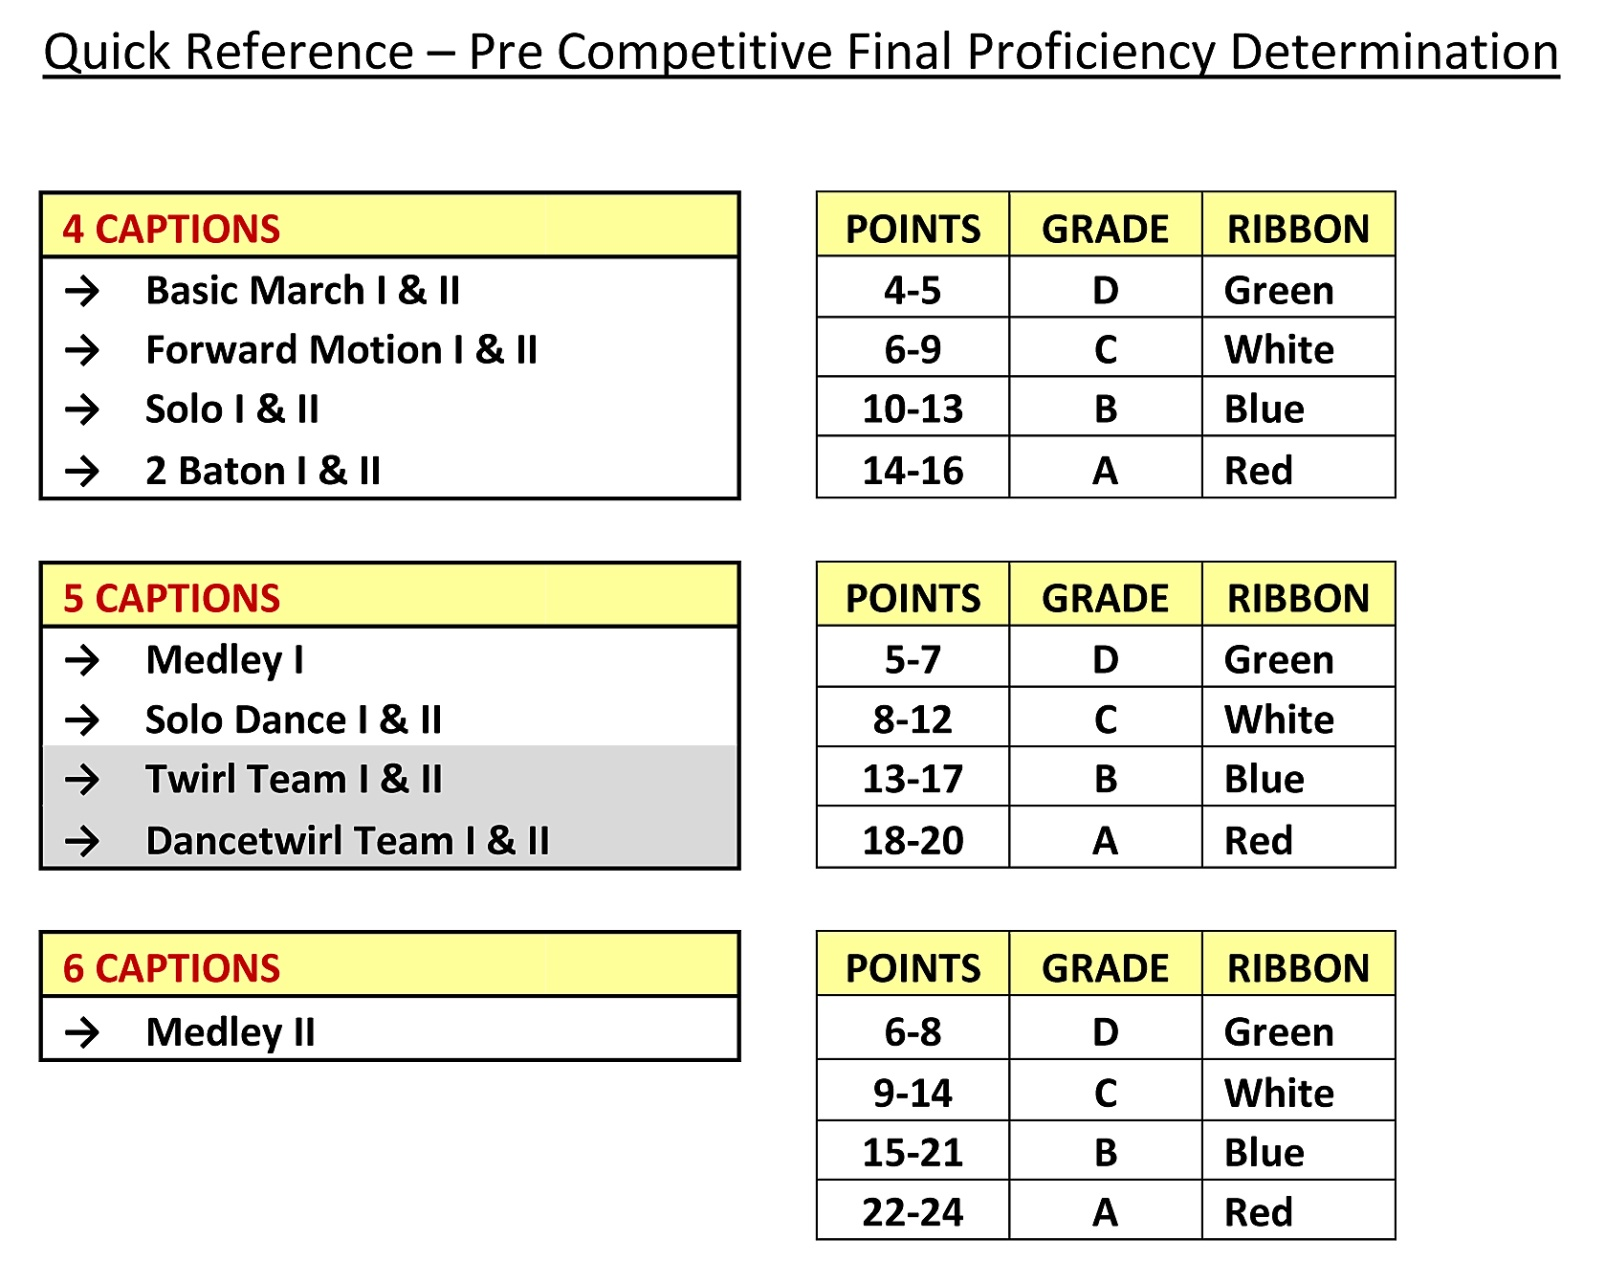 Quick Reference – Pre Competitive Final Proficiency Determination
4 CAPTIONS
→ Basic March I & II
→ Forward Motion I & II
→ Solo I & II
→ 2 Baton I & II
POINTS GRADE RIBBON
4-5 D Green
6-9 C White
10-13 B Blue
14-16 A Red
5 CAPTIONS
→ Medley I
→ Solo Dance I & II
→ Twirl Team I & II
→ Dancetwirl Team I & II
POINTS GRADE RIBBON
5-7 D Green
8-12 C White
13-17 B Blue
18-20 A Red
6 CAPTIONS
→ Medley II
POINTS GRADE RIBBON
6-8 D Green
9-14 C White
15-21 B Blue
22-24 A Red